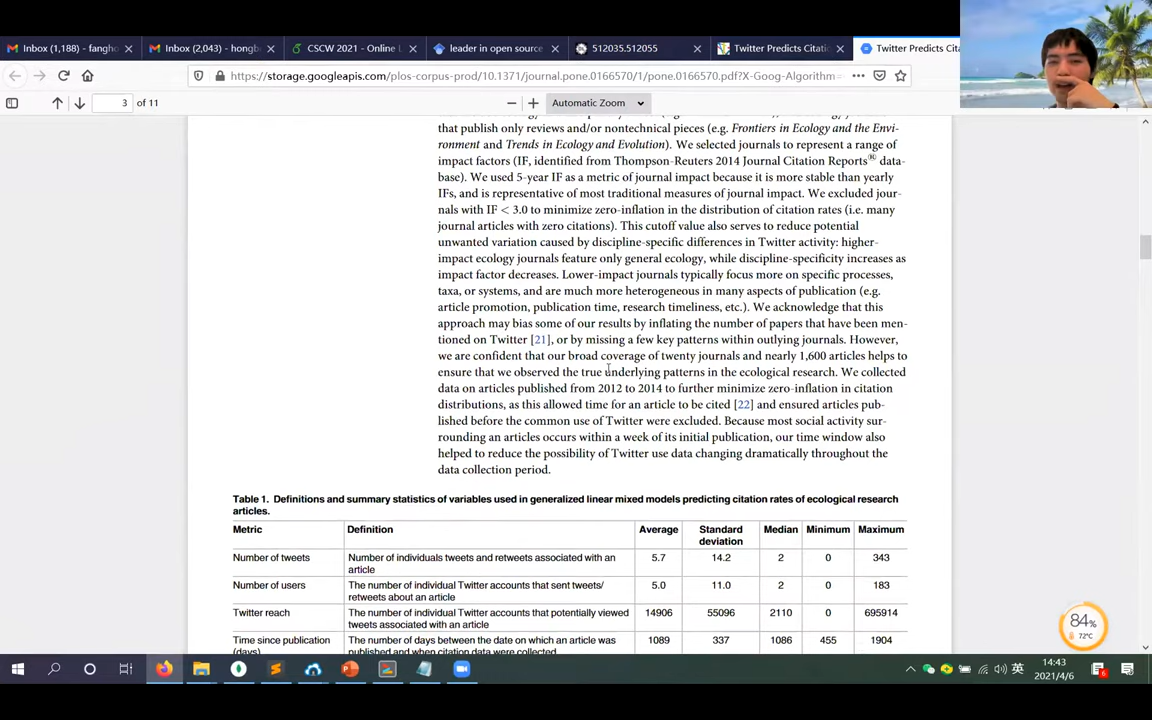 Inbox (1,188) - fangho
Inbox (2,043) - hongb
CSCW 2021 - Online L
leader in open source
512035.512055
Twitter Predicts Citati
Twitter Predicts Cita
https://storage.googleapis.com/plos-corpus-prod/10.1371/journal.pone.0166570/1/pone.0166570.pdf?X-Goog-Algorithm=
3 of 11
Automatic Zoom
that publish only reviews and/or nontechnical pieces (e.g. Frontiers in Ecology and the Envi-
ronment and Trends in Ecology and Evolution). We selected journals to represent a range of
impact factors (IF, identified from Thompson-Reuters 2014 Journal Citation Reports® data-
base). We used 5-year IF as a metric of journal impact because it is more stable than yearly
IFs, and is representative of most traditional measures of journal impact. We excluded jour-
nals with IF < 3.0 to minimize zero-inflation in the distribution of citation rates (i.e. many
journal articles with zero citations). This cutoff value also serves to reduce potential
unwanted variation caused by discipline-specific differences in Twitter activity: higher-
impact ecology journals feature only general ecology, while discipline-specificity increases as
impact factor decreases. Lower-impact journals typically focus more on specific processes,
taxa, or systems, and are much more heterogeneous in many aspects of publication (e.g.
article promotion, publication time, research timeliness, etc.). We acknowledge that this
approach may bias some of our results by inflating the number of papers that have been men-
tioned on Twitter [21], or by missing a few key patterns within outlying journals. However,
we are confident that our broad coverage of twenty journals and nearly 1,600 articles helps to
ensure that we observed the true underlying patterns in the ecological research. We collected
data on articles published from 2012 to 2014 to further minimize zero-inflation in citation
distributions, as this allowed time for an article to be cited [22] and ensured articles pub-
lished before the common use of Twitter were excluded. Because most social activity sur-
rounding an articles occurs within a week of its initial publication, our time window also
helped to reduce the possibility of Twitter use data changing dramatically throughout the
data collection period.
Table 1. Definitions and summary statistics of variables used in generalized linear mixed models predicting citation rates of ecological research
articles.
Metric Definition Average Standard deviation Median Minimum Maximum
Number of tweets Number of individuals tweets and retweets associated with an article 5.7 14.2 2 0 343
Number of users The number of individual Twitter accounts that sent tweets/ retweets about an article 5.0 11.0 2 0 183
Twitter reach The number of individual Twitter accounts that potentially viewed tweets associated with an article 14906 55096 2110 0 695914
Time since publication (days) The number of days between the date on which an article was published and when citation data were collected 1089 337 1086 455 1904
84%
72°C
英
14:43
2021/4/6